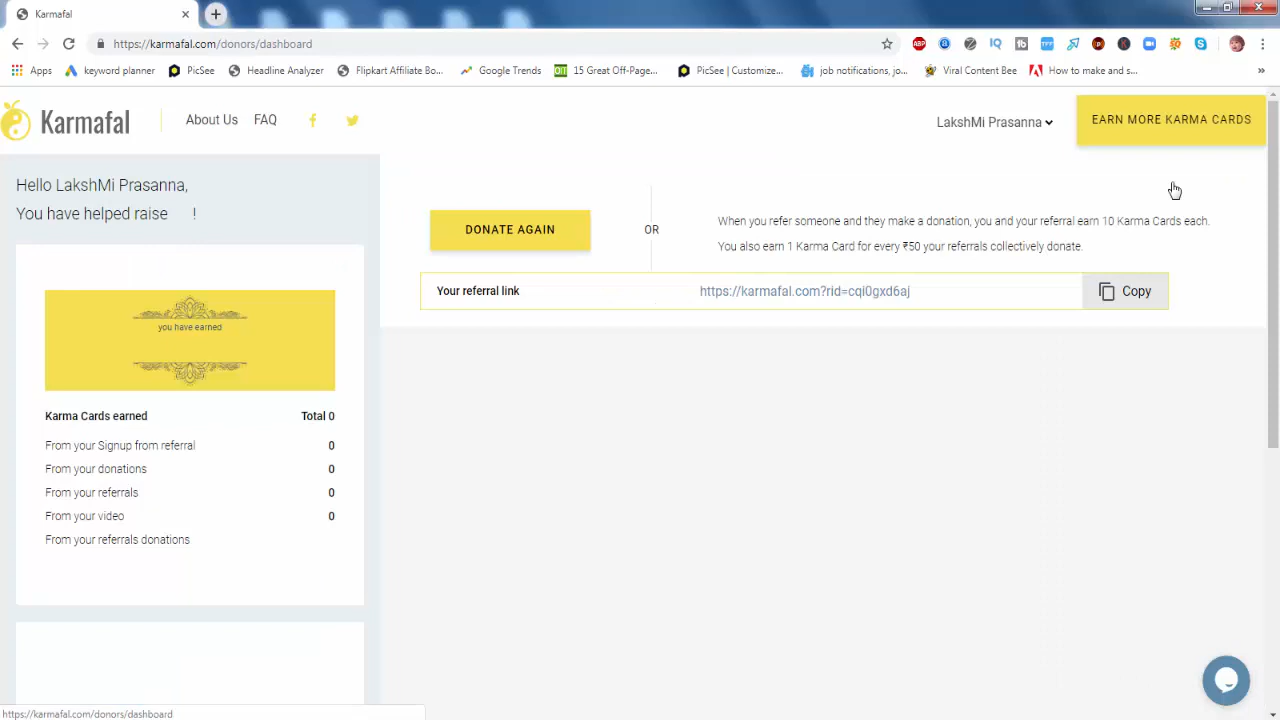 Karmafal
https://karmafal.com/donors/dashboard
Apps
keyword planner
PicSee
Headline Analyzer
Flipkart Affiliate Bo...
Google Trends
15 Great Off-Page...
PicSee | Customize...
job notifications, jo...
Viral Content Bee
How to make and s...
»
Karmafal
About Us
FAQ
LakshMi Prasanna
EARN MORE KARMA CARDS
Hello LakshMi Prasanna,
You have helped raise !
you have earned
Karma Cards earned Total 0
From your Signup from referral 0
From your donations 0
From your referrals 0
From your video 0
From your referrals donations
DONATE AGAIN
OR
When you refer someone and they make a donation, you and your referral earn 10 Karma Cards each.
You also earn 1 Karma Card for every ₹50 your referrals collectively donate.
Your referral link
https://karmafal.com?rid=cqi0gxd6aj
Copy
https://karmafal.com/donors/dashboard